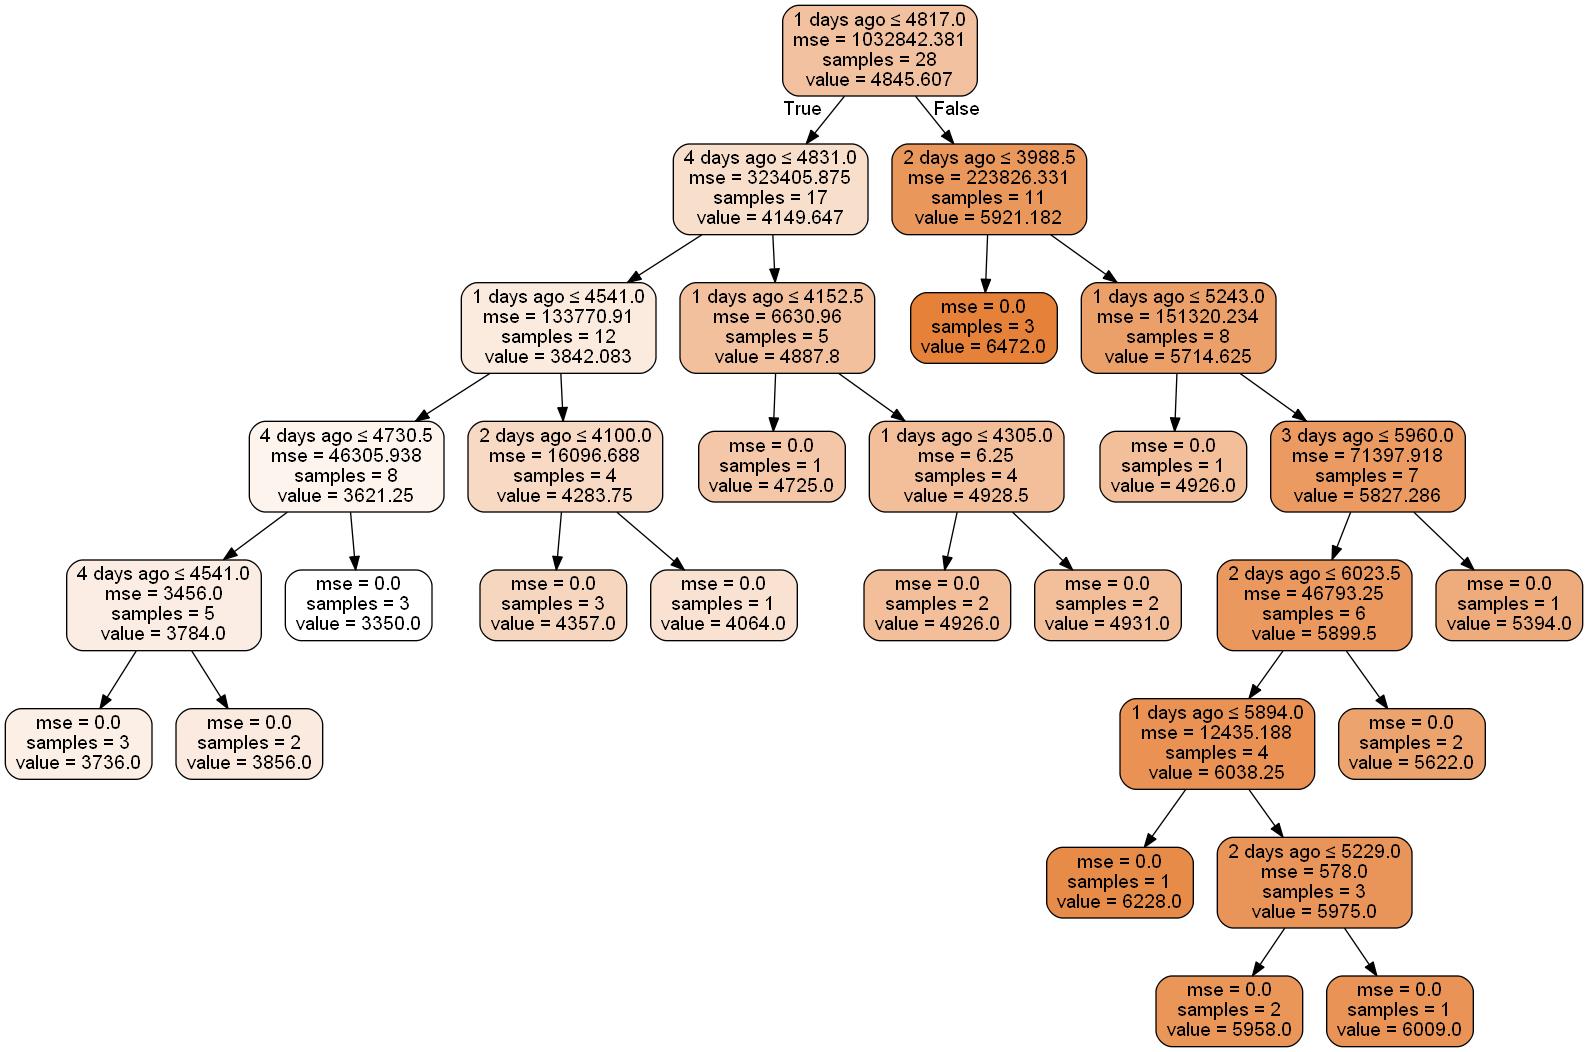 1 days ago ≤ 4817.0
mse = 1032842.381
samples = 28
value = 4845.607
True
False
4 days ago ≤ 4831.0
mse = 323405.875
samples = 17
value = 4149.647
2 days ago ≤ 3988.5
mse = 223826.331
samples = 11
value = 5921.182
1 days ago ≤ 4541.0
mse = 133770.91
samples = 12
value = 3842.083
1 days ago ≤ 4152.5
mse = 6630.96
samples = 5
value = 4887.8
mse = 0.0
samples = 3
value = 6472.0
1 days ago ≤ 5243.0
mse = 151320.234
samples = 8
value = 5714.625
4 days ago ≤ 4730.5
mse = 46305.938
samples = 8
value = 3621.25
2 days ago ≤ 4100.0
mse = 16096.688
samples = 4
value = 4283.75
mse = 0.0
samples = 1
value = 4725.0
1 days ago ≤ 4305.0
mse = 6.25
samples = 4
value = 4928.5
mse = 0.0
samples = 1
value = 4926.0
3 days ago ≤ 5960.0
mse = 71397.918
samples = 7
value = 5827.286
4 days ago ≤ 4541.0
mse = 3456.0
samples = 5
value = 3784.0
mse = 0.0
samples = 3
value = 3350.0
mse = 0.0
samples = 3
value = 4357.0
mse = 0.0
samples = 1
value = 4064.0
mse = 0.0
samples = 2
value = 4926.0
mse = 0.0
samples = 2
value = 4931.0
2 days ago ≤ 6023.5
mse = 46793.25
samples = 6
value = 5899.5
mse = 0.0
samples = 1
value = 5394.0
mse = 0.0
samples = 3
value = 3736.0
mse = 0.0
samples = 2
value = 3856.0
1 days ago ≤ 5894.0
mse = 12435.188
samples = 4
value = 6038.25
mse = 0.0
samples = 2
value = 5622.0
mse = 0.0
samples = 1
value = 6228.0
2 days ago ≤ 5229.0
mse = 578.0
samples = 3
value = 5975.0
mse = 0.0
samples = 2
value = 5958.0
mse = 0.0
samples = 1
value = 6009.0